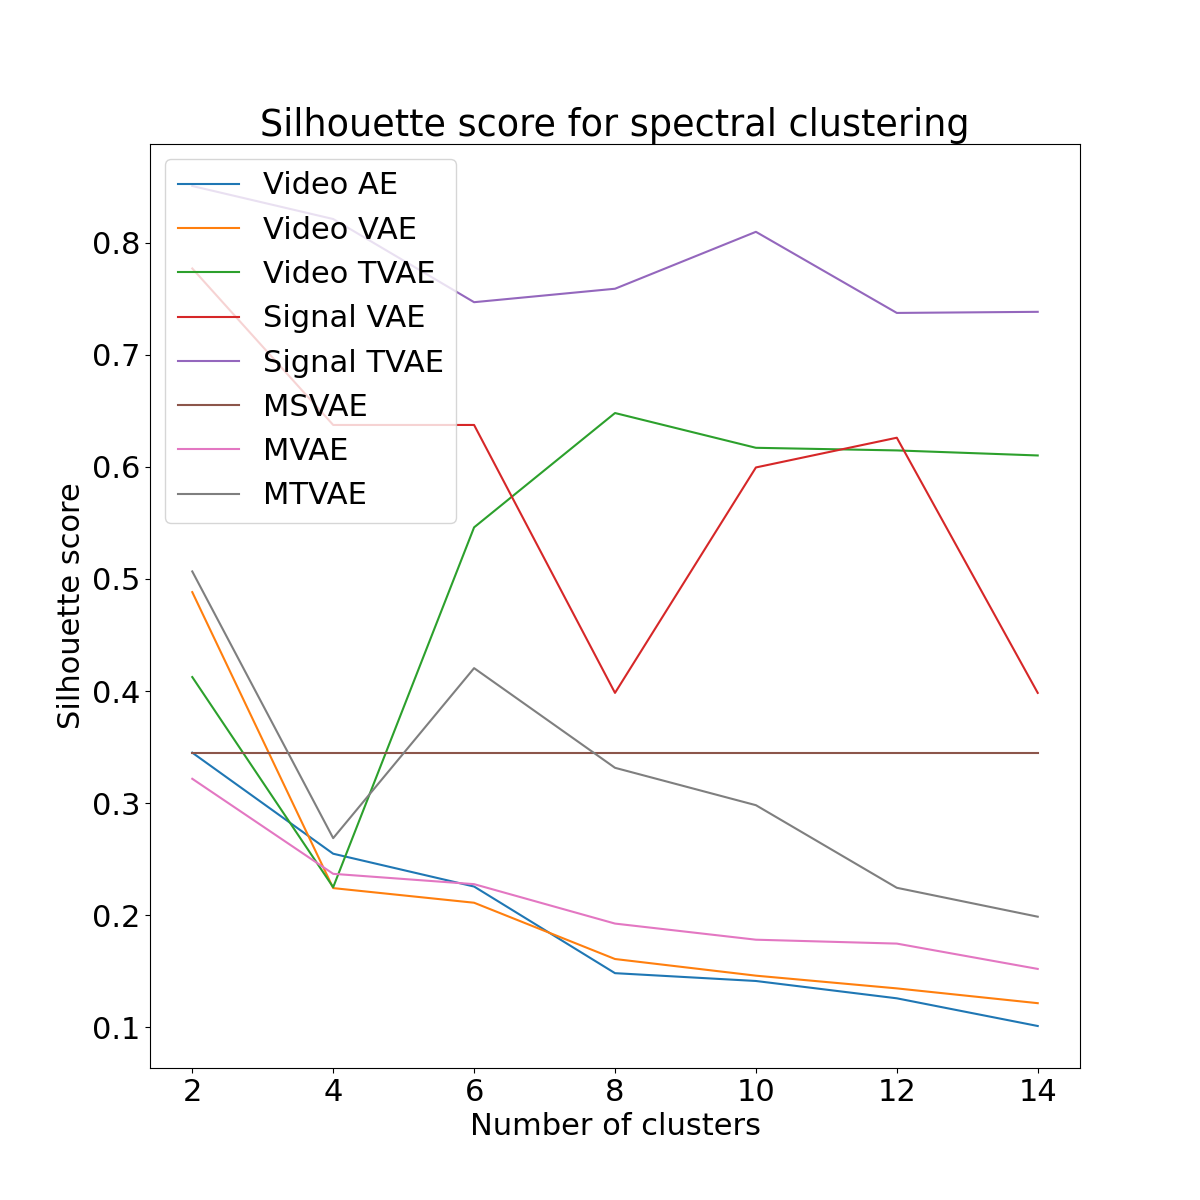 Silhouette score for spectral clustering
Video AE
Video VAE
Video TVAE
Signal VAE
Signal TVAE
MSVAE
MVAE
MTVAE
Silhouette score
0.8
0.7
0.6
0.5
0.4
0.3
0.2
0.1
2 4 6 8 10 12 14
Number of clusters